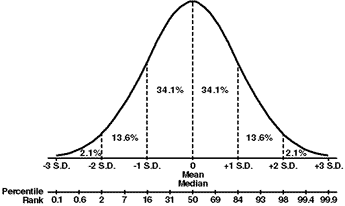 34.1% 34.1%
13.6% 13.6%
2.1% 2.1%
-3 S.D. -2 S.D. -1 S.D. 0 +1 S.D. +2 S.D. +3 S.D.
Mean
Median
Percentile
Rank 0.1 0.6 2 7 16 31 50 69 84 93 98 99.4 99.9